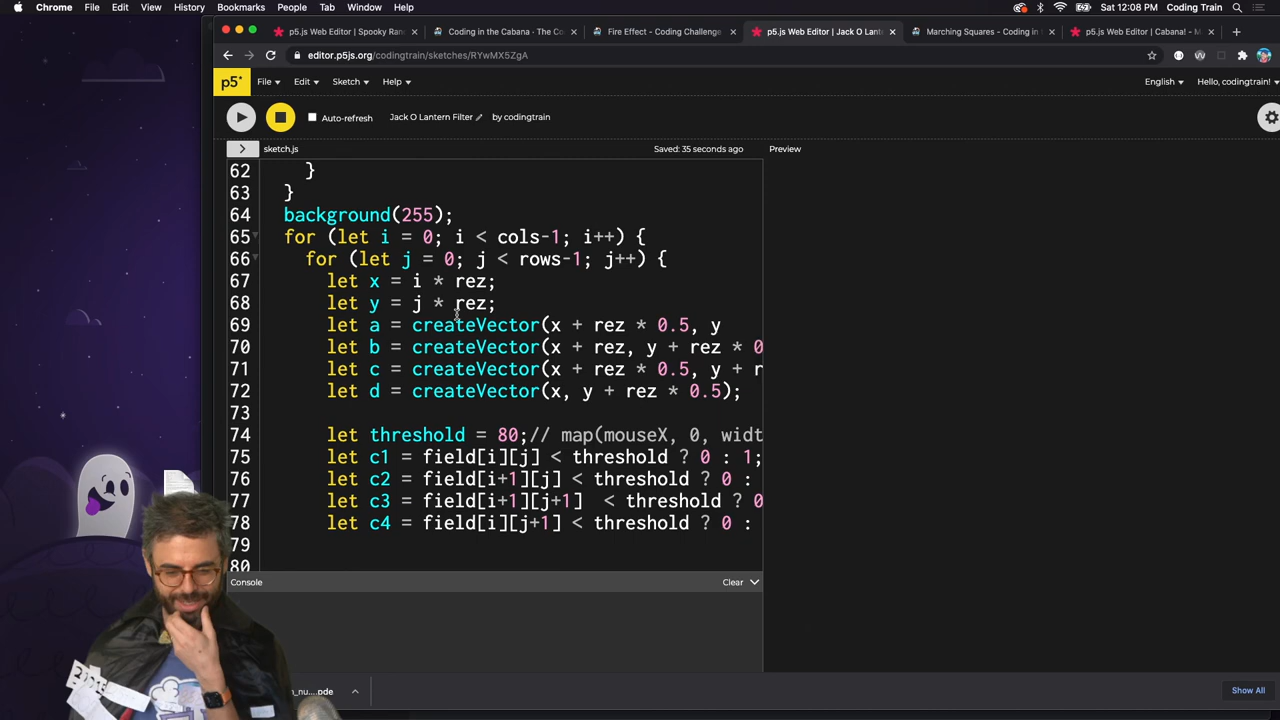 Chrome File Edit View History Bookmarks People Tab Window Help
Sat 12:08 PM Coding Train
p5.js Web Editor | Spooky Ran
Coding in the Cabana - The Co
Fire Effect - Coding Challenge
p5.js Web Editor | Jack O Lant
Marching Squares - Coding in t
p5.js Web Editor | Cabana! - M
editor.p5js.org/codingtrain/sketches/RYwMX5ZgA
p5* File Edit Sketch Help English Hello, codingtrain!
Auto-refresh Jack O Lantern Filter by codingtrain
sketch.js Saved: 35 seconds ago Preview
62 }
63 }
64 background(255);
65 for (let i = 0; i < cols-1; i++) {
66 for (let j = 0; j < rows-1; j++) {
67 let x = i * rez;
68 let y = j * rez;
69 let a = createVector(x + rez * 0.5, y
70 let b = createVector(x + rez, y + rez * 0
71 let c = createVector(x + rez * 0.5, y + r
72 let d = createVector(x, y + rez * 0.5);
73
74 let threshold = 80;// map(mouseX, 0, widt
75 let c1 = field[i][j] < threshold ? 0 : 1;
76 let c2 = field[i+1][j] < threshold ? 0 :
77 let c3 = field[i+1][j+1] < threshold ? 0
78 let c4 = field[i][j+1] < threshold ? 0 :
79
80
Console Clear
n_nu....pde
Show All